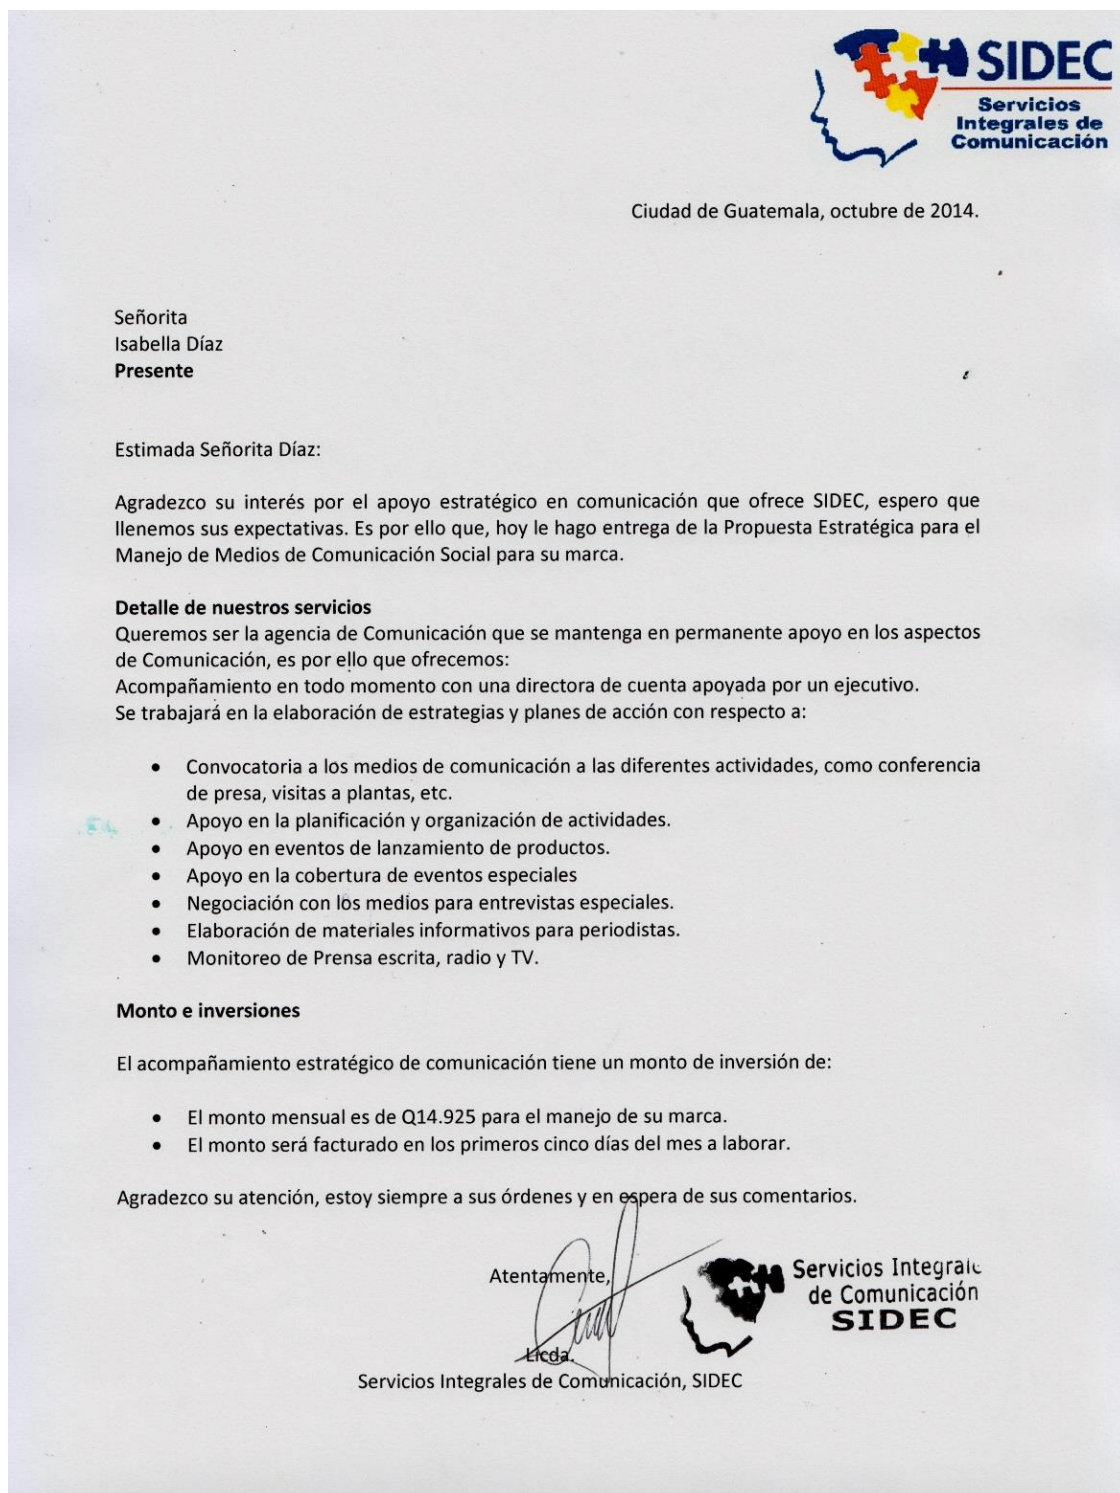 SIDEC
Servicios
Integrales de
Comunicación
Ciudad de Guatemala, octubre de 2014.
Señorita
Isabella Díaz
Presente
Estimada Señorita Díaz:
Agradezco su interés por el apoyo estratégico en comunicación que ofrece SIDEC, espero que
llenemos sus expectativas. Es por ello que, hoy le hago entrega de la Propuesta Estratégica para el
Manejo de Medios de Comunicación Social para su marca.
Detalle de nuestros servicios
Queremos ser la agencia de Comunicación que se mantenga en permanente apoyo en los aspectos
de Comunicación, es por ello que ofrecemos:
Acompañamiento en todo momento con una directora de cuenta apoyada por un ejecutivo.
Se trabajará en la elaboración de estrategias y planes de acción con respecto a:
• Convocatoria a los medios de comunicación a las diferentes actividades, como conferencia
de presa, visitas a plantas, etc.
• Apoyo en la planificación y organización de actividades.
• Apoyo en eventos de lanzamiento de productos.
• Apoyo en la cobertura de eventos especiales
• Negociación con los medios para entrevistas especiales.
• Elaboración de materiales informativos para periodistas.
• Monitoreo de Prensa escrita, radio y TV.
Monto e inversiones
El acompañamiento estratégico de comunicación tiene un monto de inversión de:
• El monto mensual es de Q14.925 para el manejo de su marca.
• El monto será facturado en los primeros cinco días del mes a laborar.
Agradezco su atención, estoy siempre a sus órdenes y en espera de sus comentarios.
Atentamente,
Licda.
Servicios Integrales de Comunicación, SIDEC
Servicios Integrale
de Comunicación
SIDEC